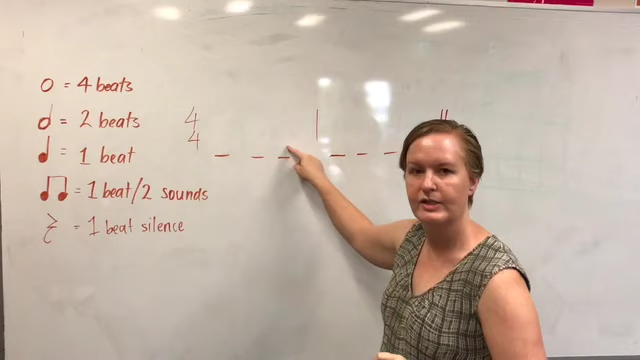 = 4 beats
= 2 beats
= 1 beat
= 1 beat/2 sounds
= 1 beat silence
4
4